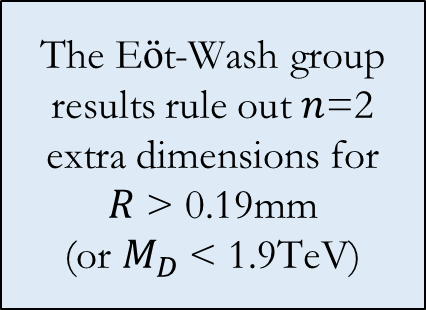 The Eöt-Wash group
results rule out 𝑛=2
extra dimensions for
𝑅 > 0.19mm
(or 𝑀_𝐷 < 1.9TeV)